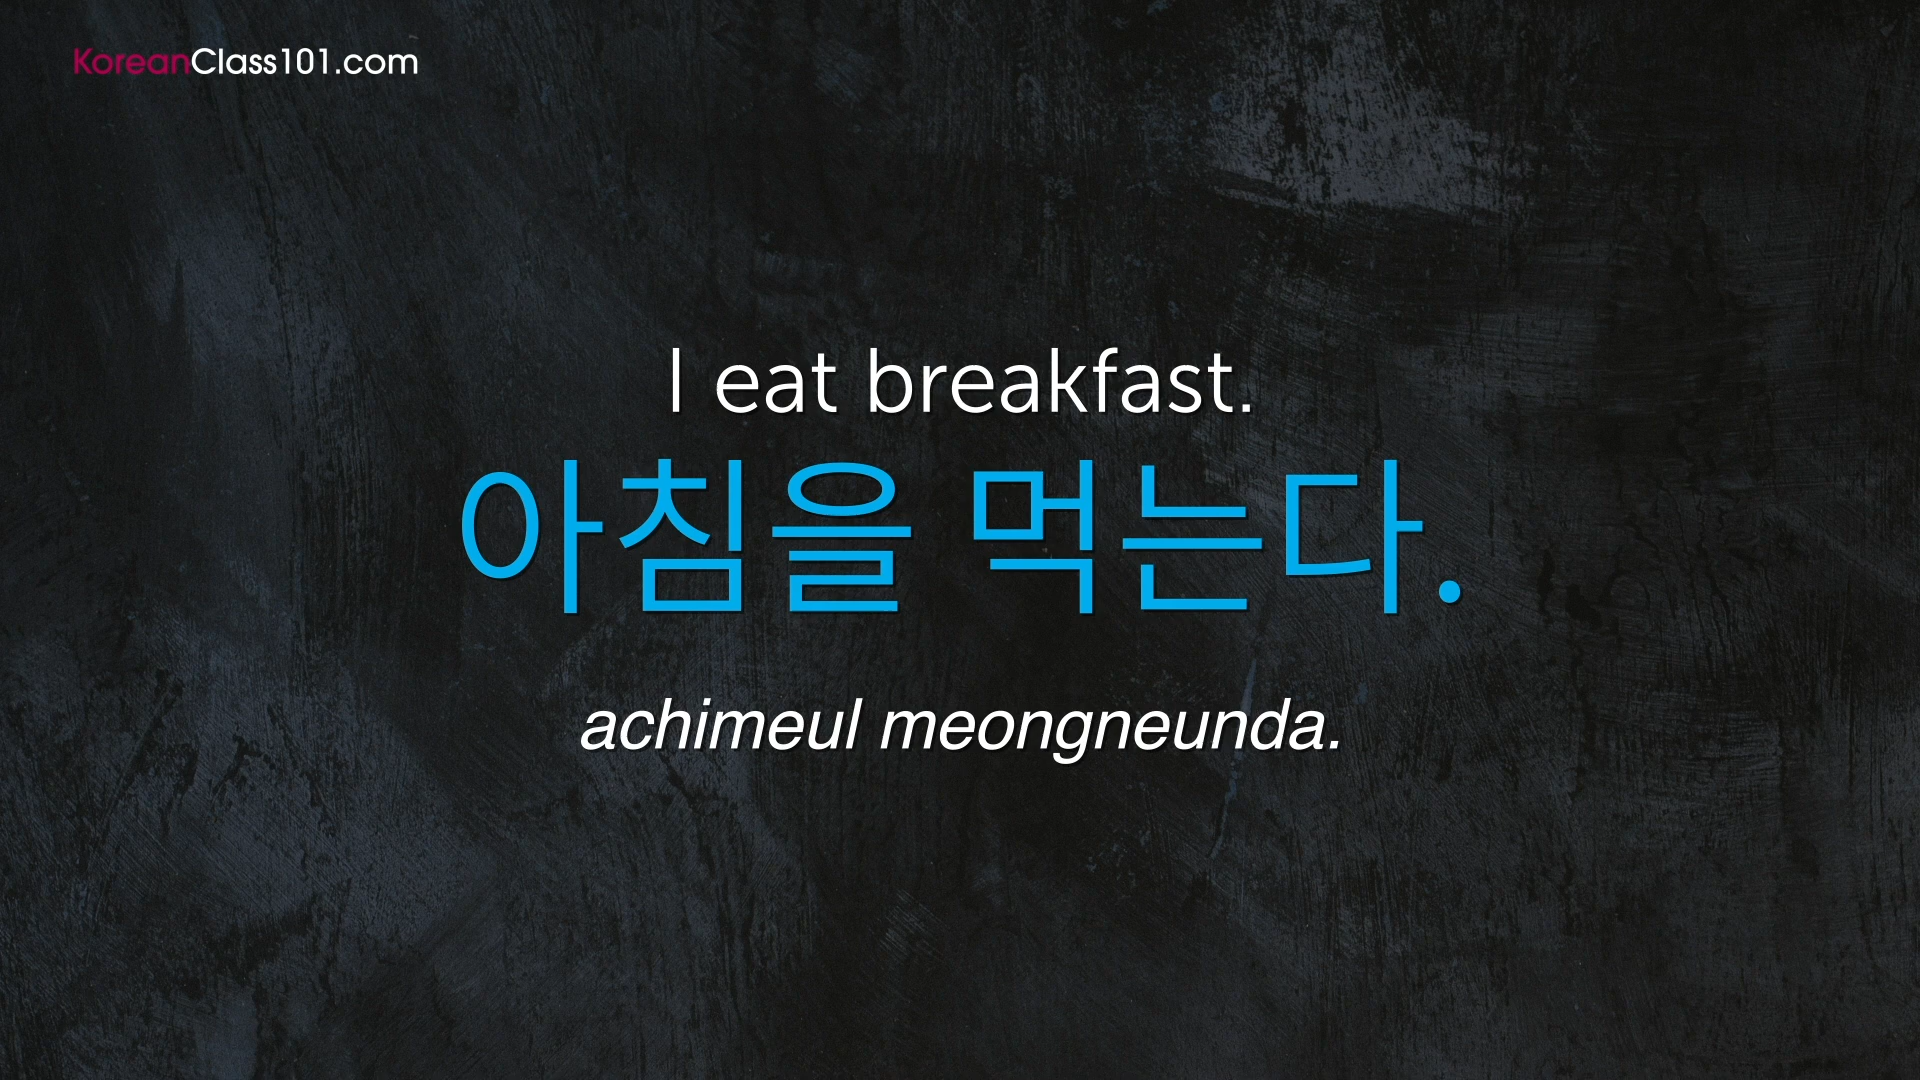 KoreanClass101.com
I eat breakfast.
아침을 먹는다.
achimeul meongneunda.